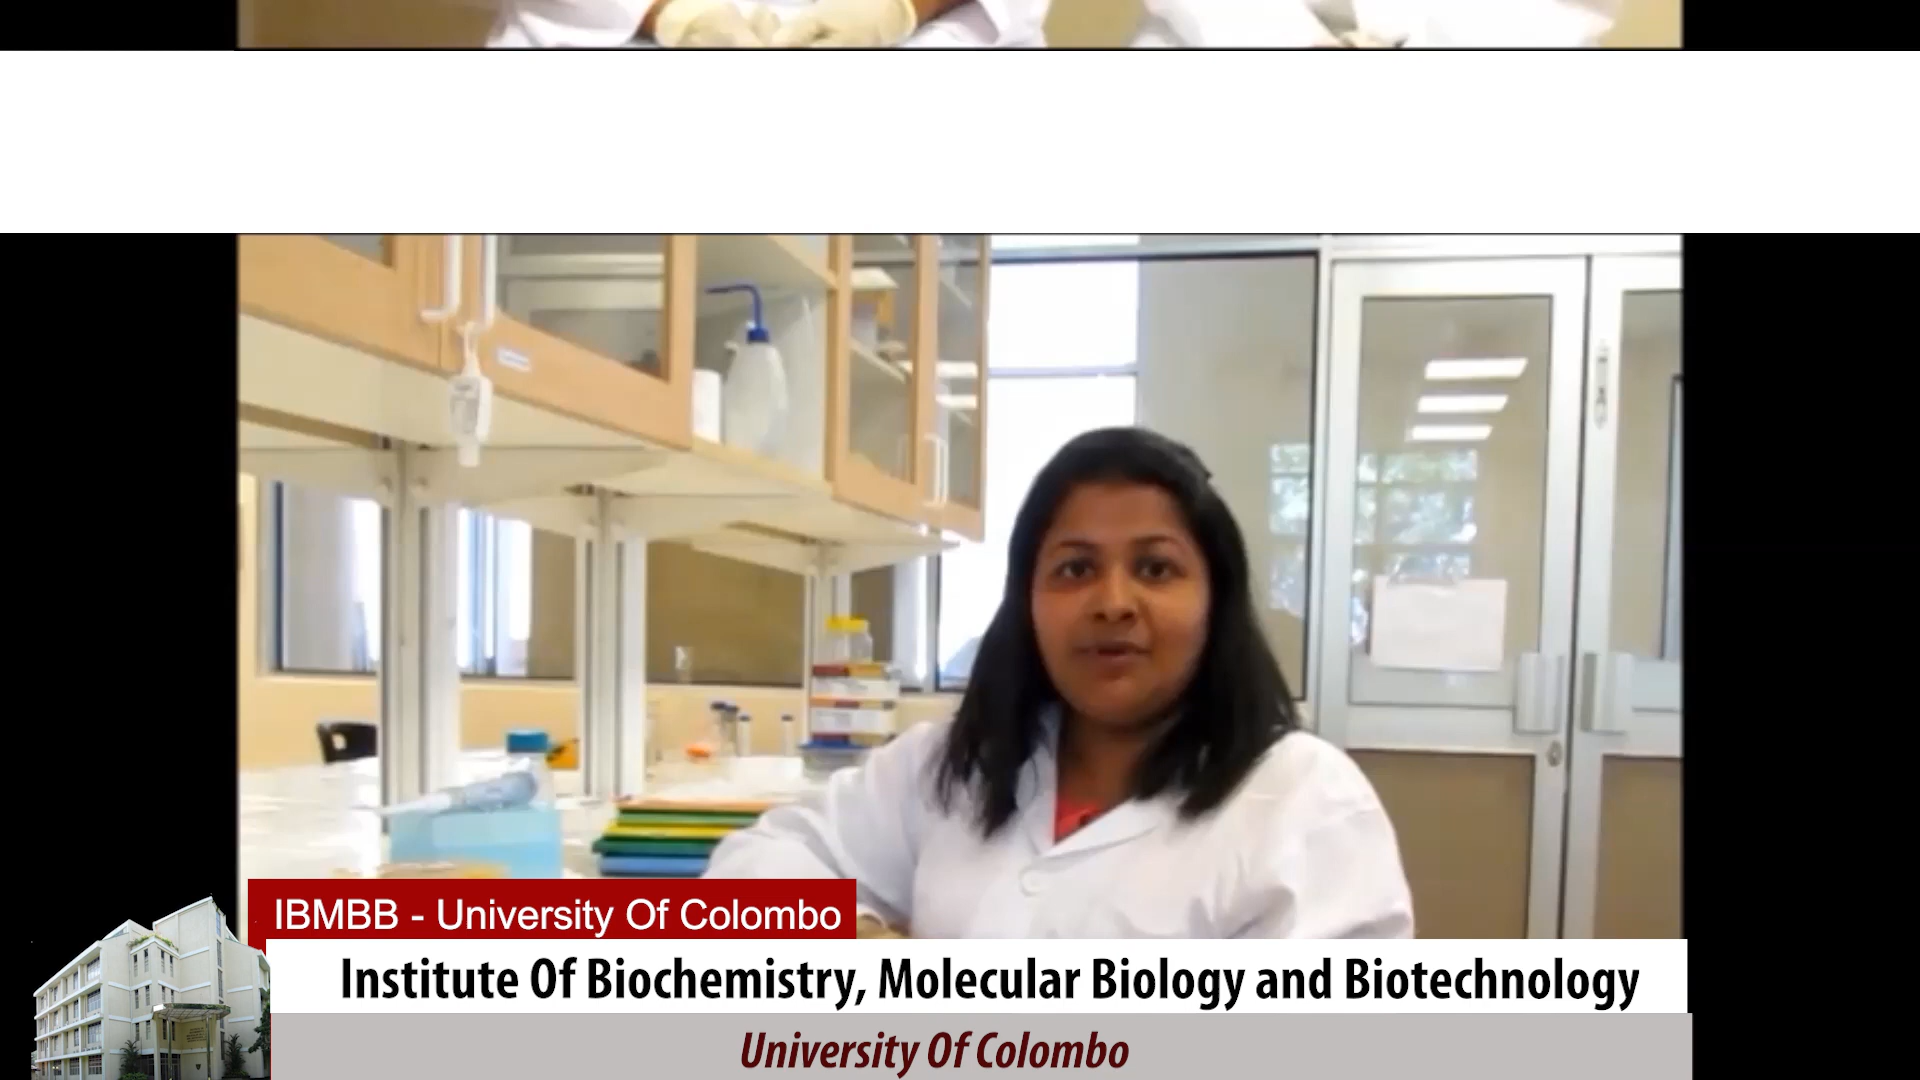 IBMBB - University Of Colombo
Institute Of Biochemistry, Molecular Biology and Biotechnology
University Of Colombo